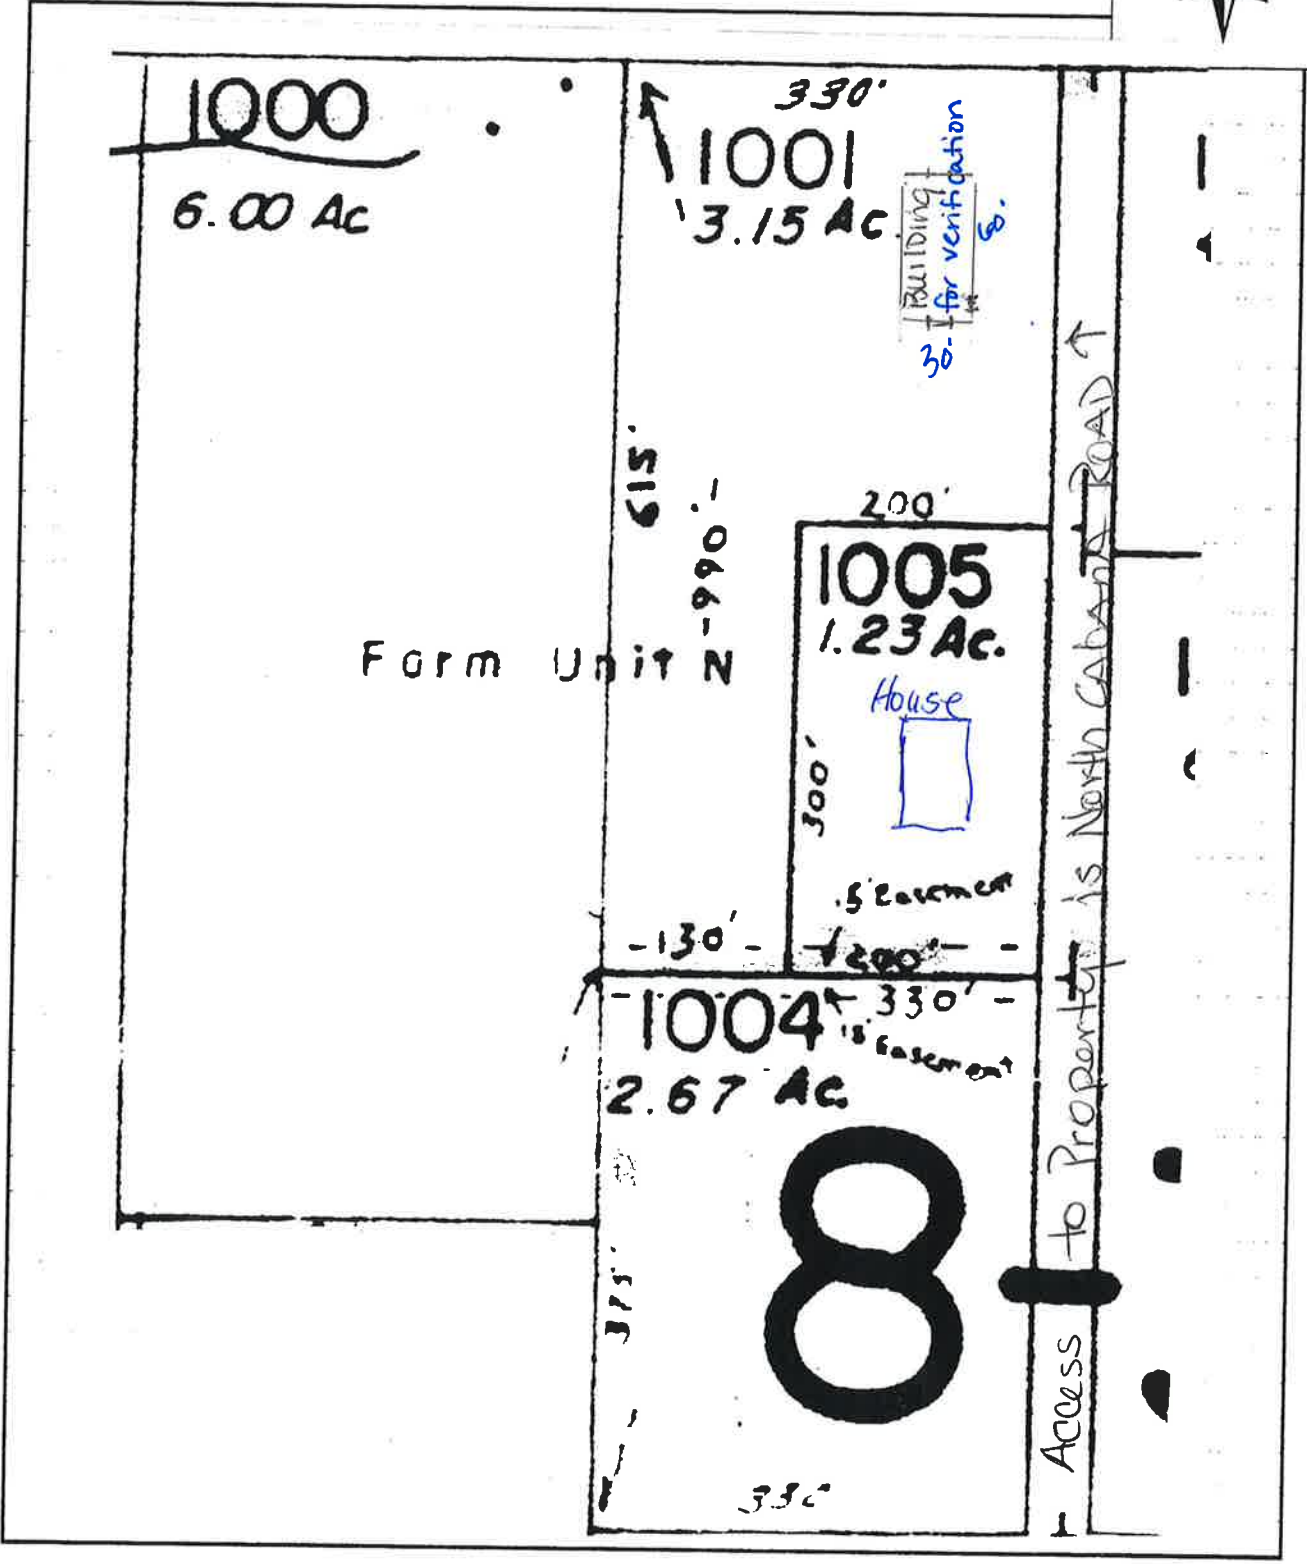 1000
6.00 Ac
330'
1001
3.15 Ac.
Building
for verification
60.
30.
615'
-990.-
Farm Unit N
200'
1005
1.23 Ac.
House
300'
Easement
-130'-
200'
330'
1004
Easement
2.67 Ac.
8
375'
330
Access to Property is North Cabana ROAD ↑